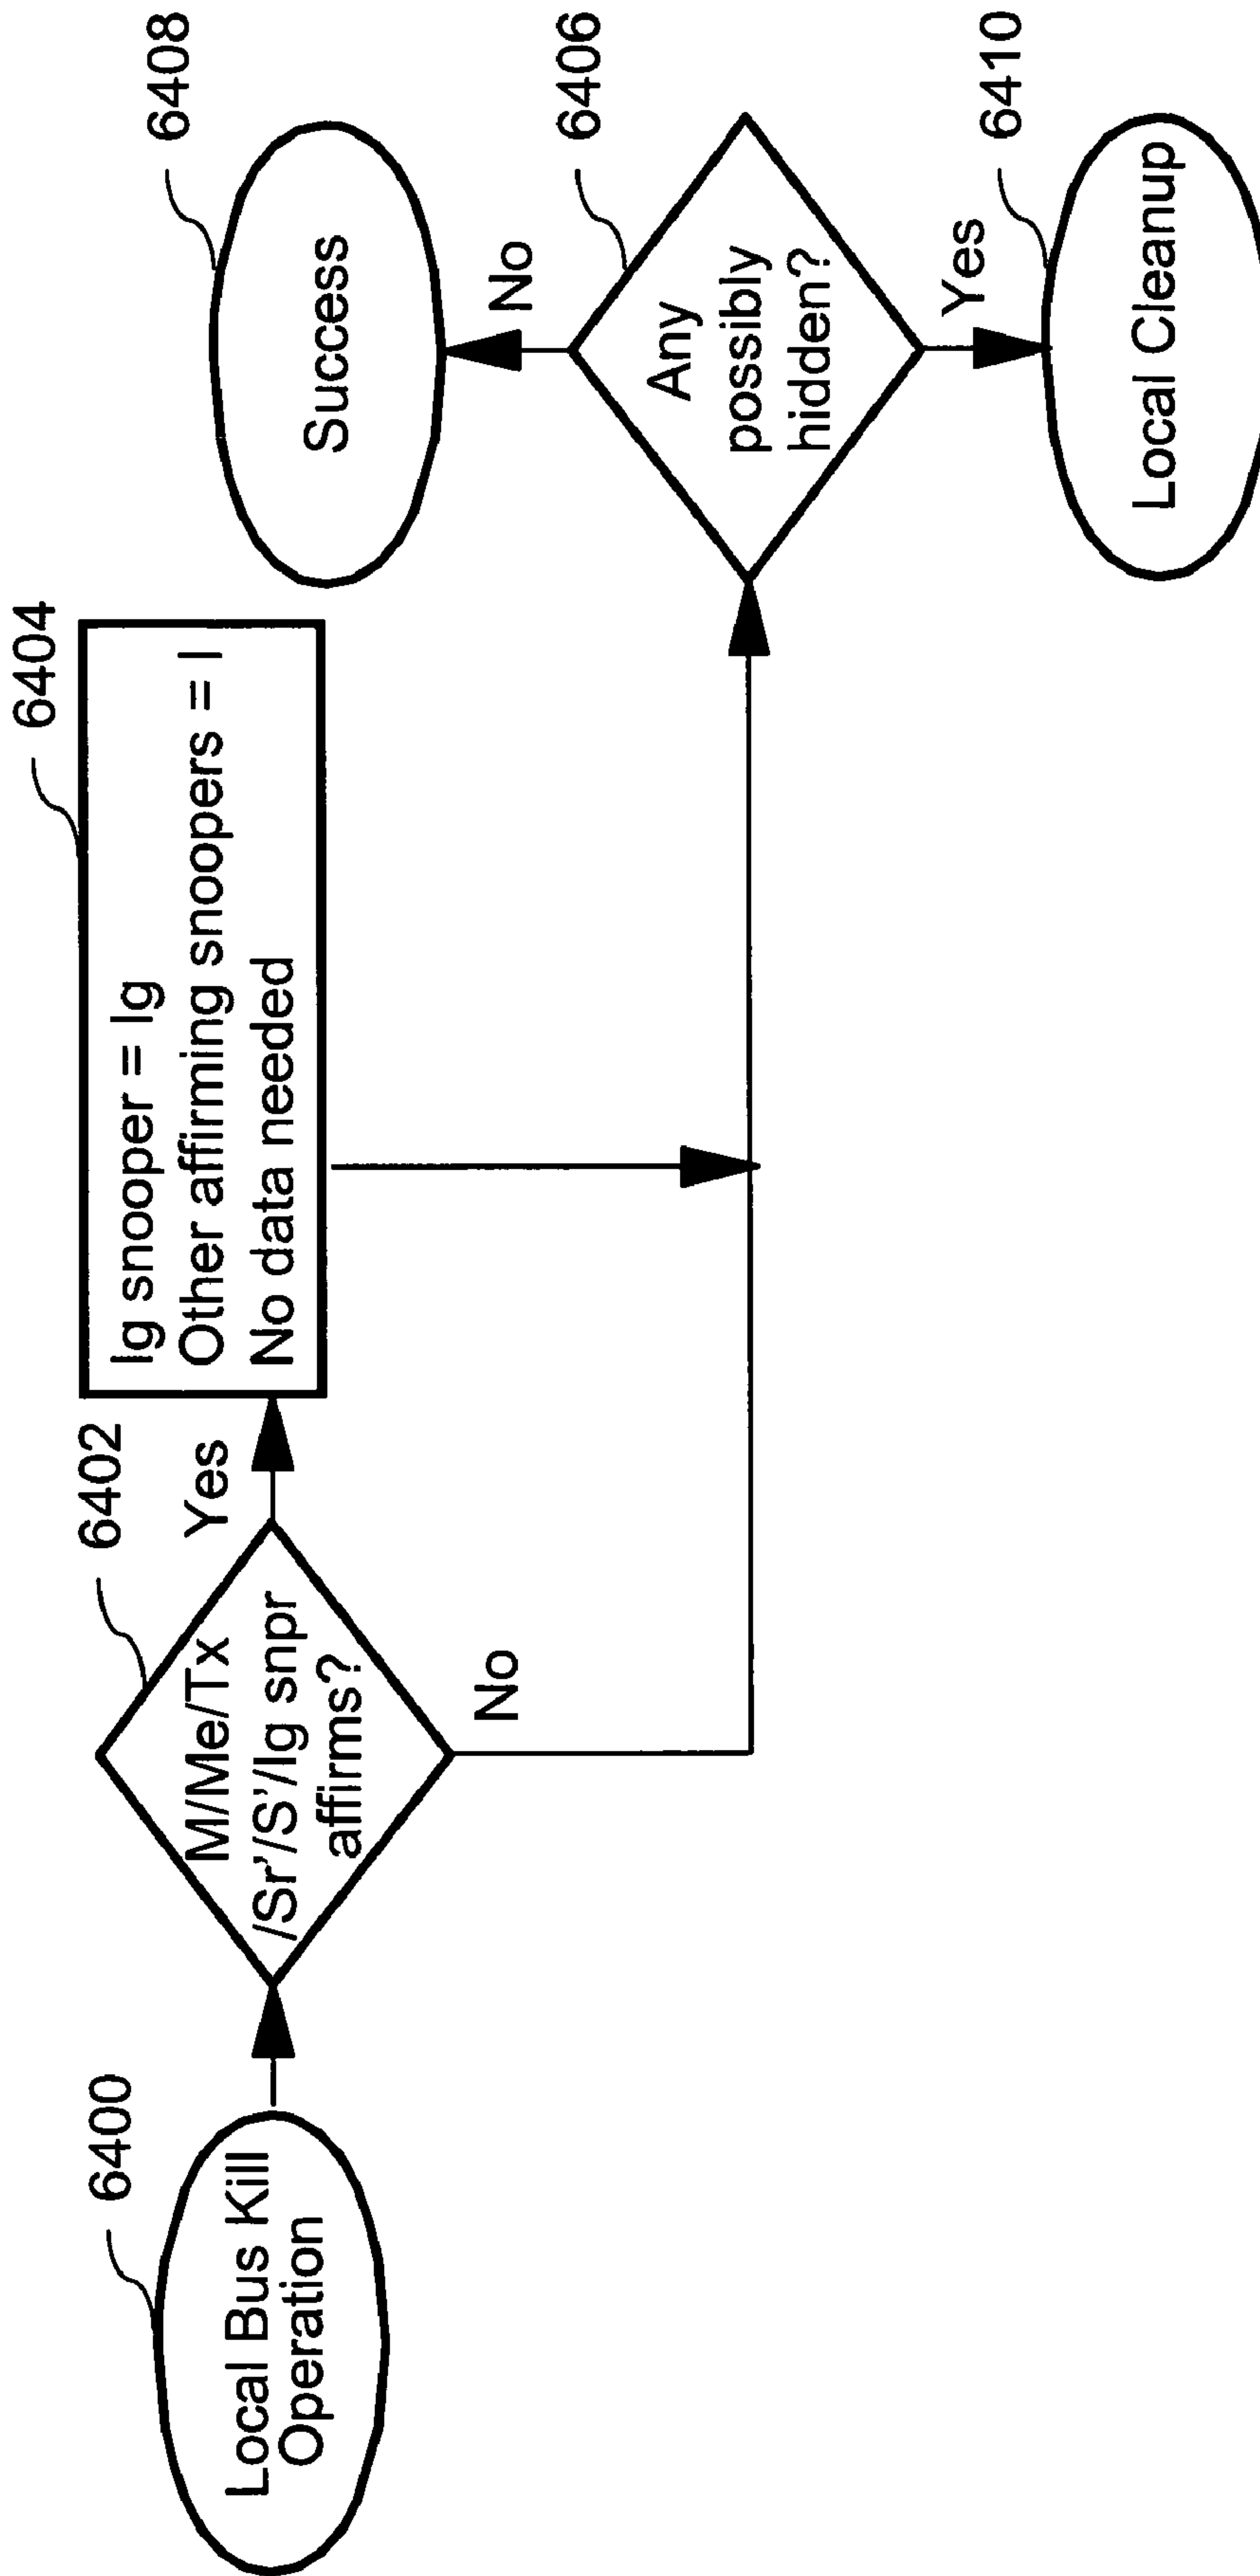 6400
Local Bus Kill
Operation
6402
M/Me/Tx
/Sr'/S'/Ig snpr
affirms?
Yes
No
6404
Ig snooper = Ig
Other affirming snoopers = I
No data needed
6408
Success
No
6406
Any
possibly
hidden?
Yes
6410
Local Cleanup